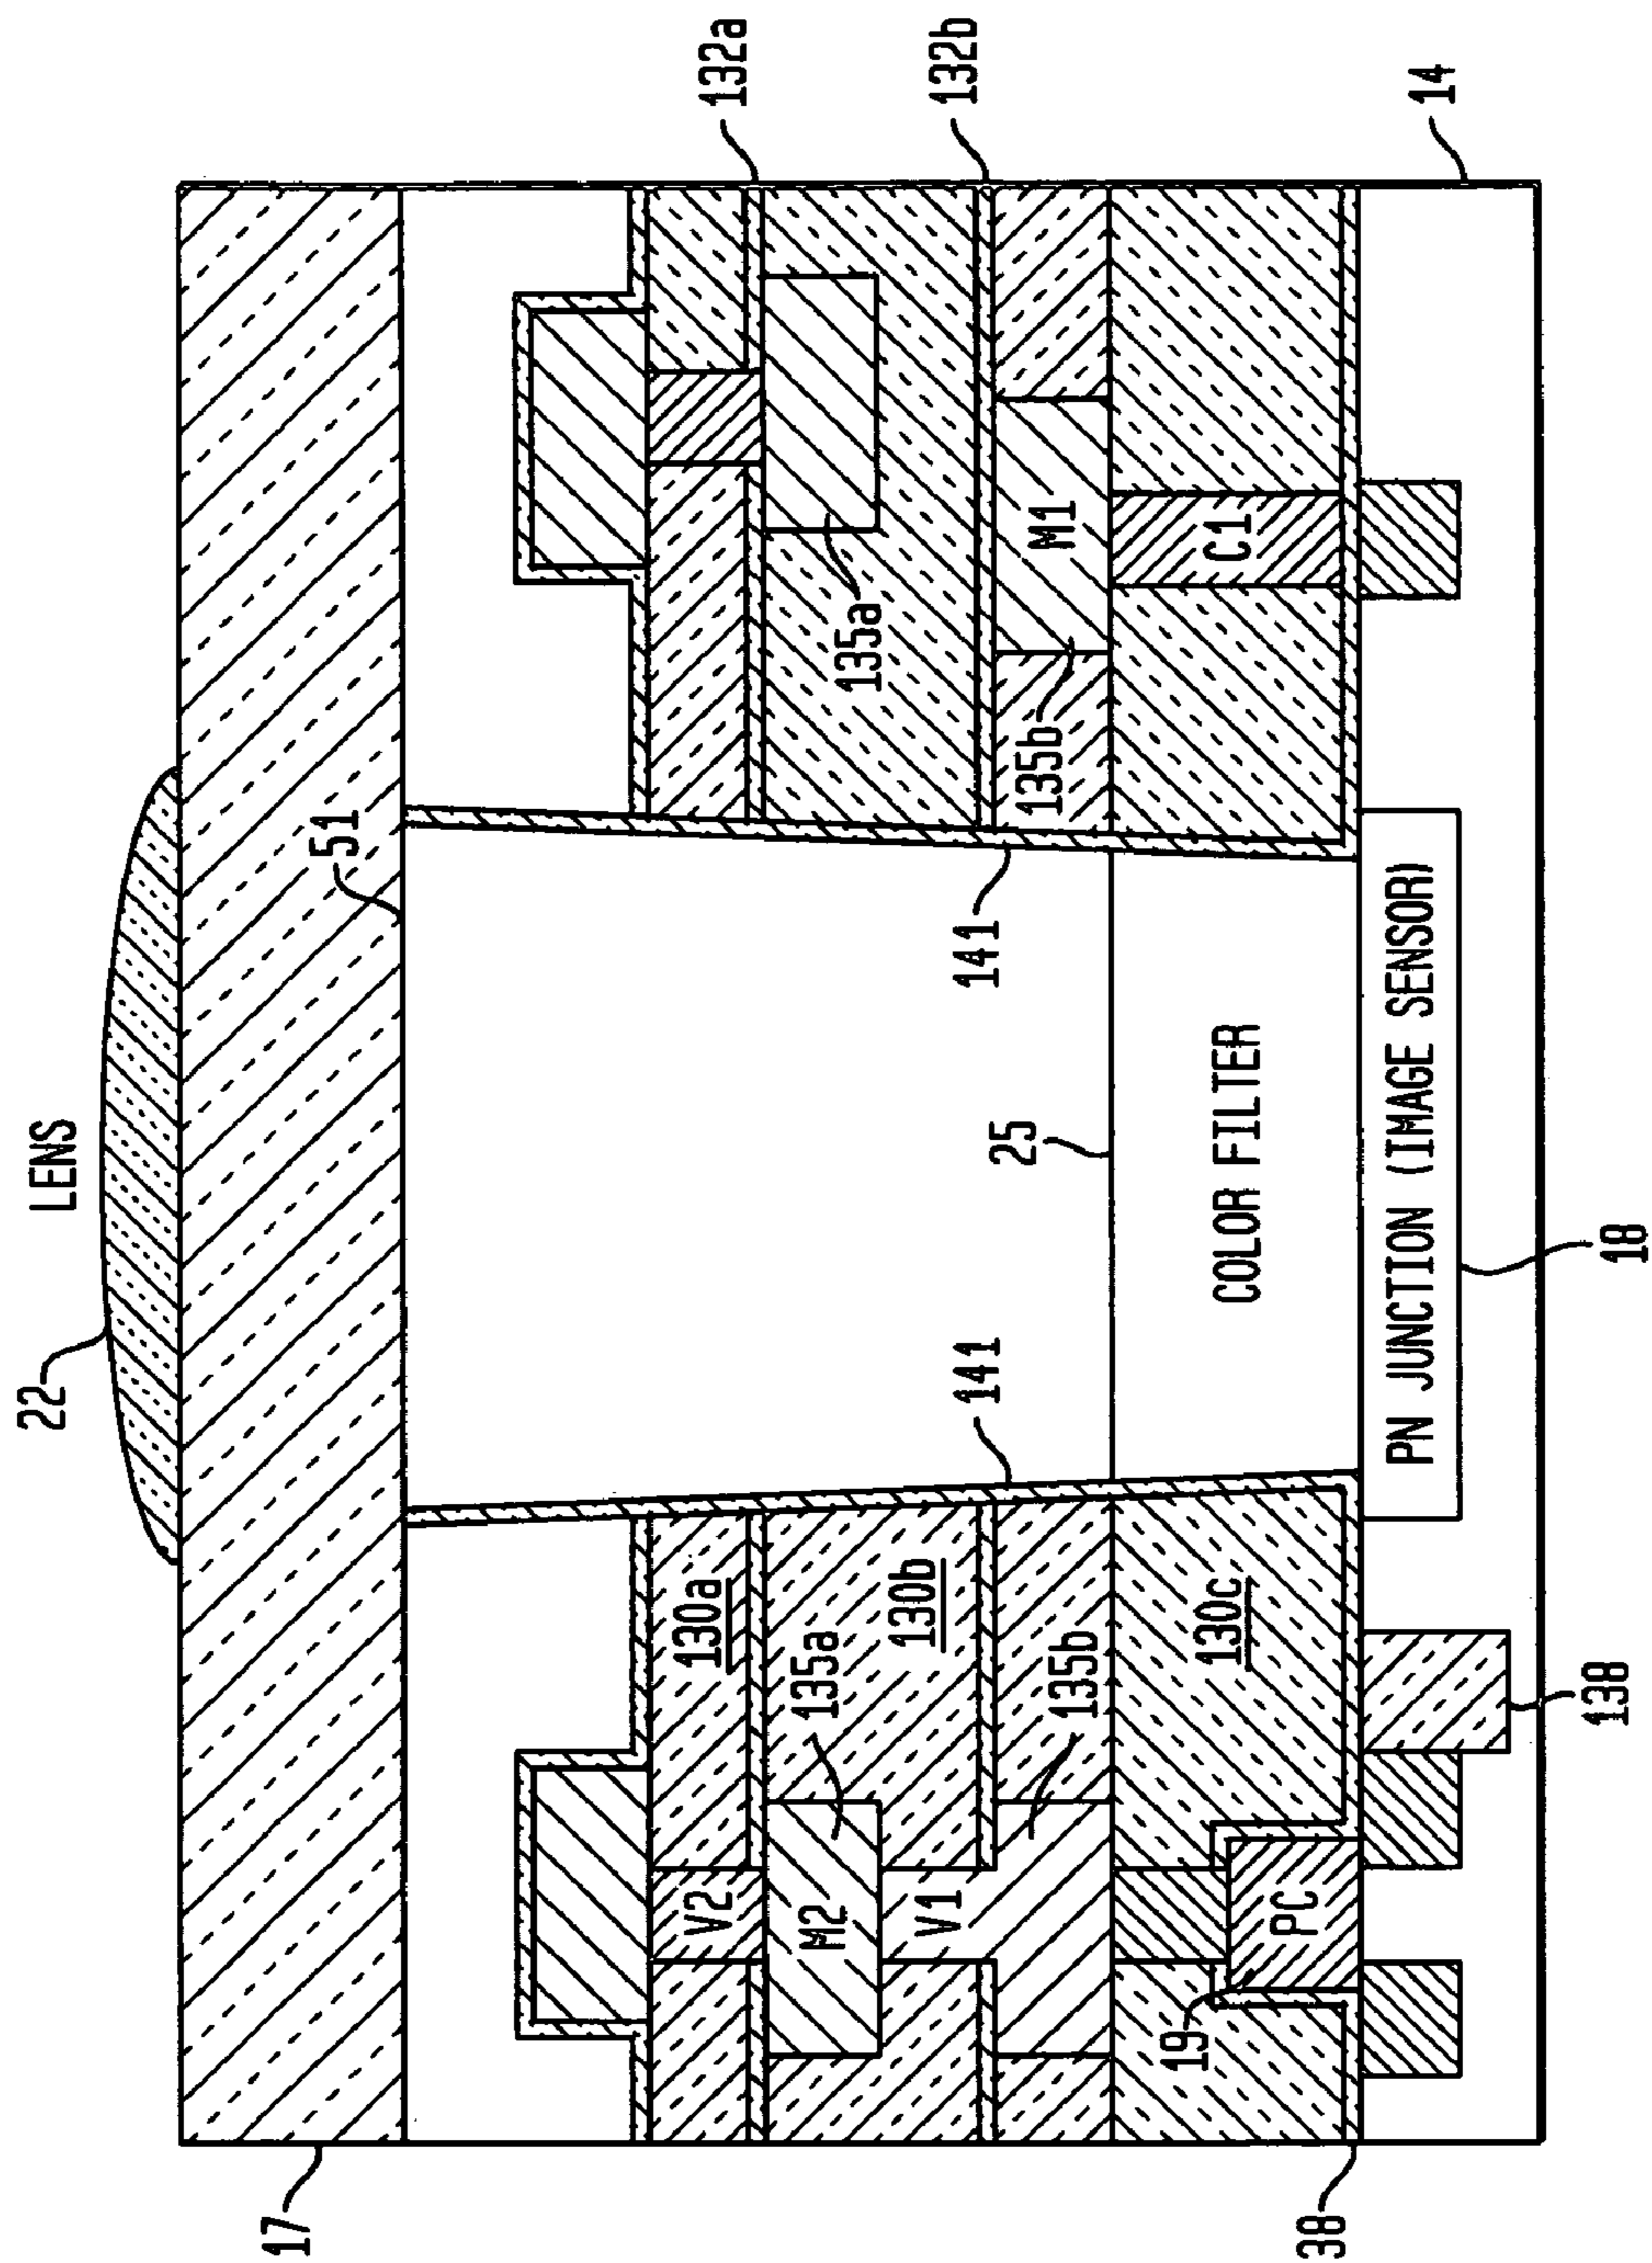 LENS
22
51
17
132a
132b
14
130a
135a
130b
135b
130c
V2
M2
V1
PC
19
38
138
141
141
25
COLOR FILTER
PN JUNCTION (IMAGE SENSOR)
18
135a
135b
M1
C1